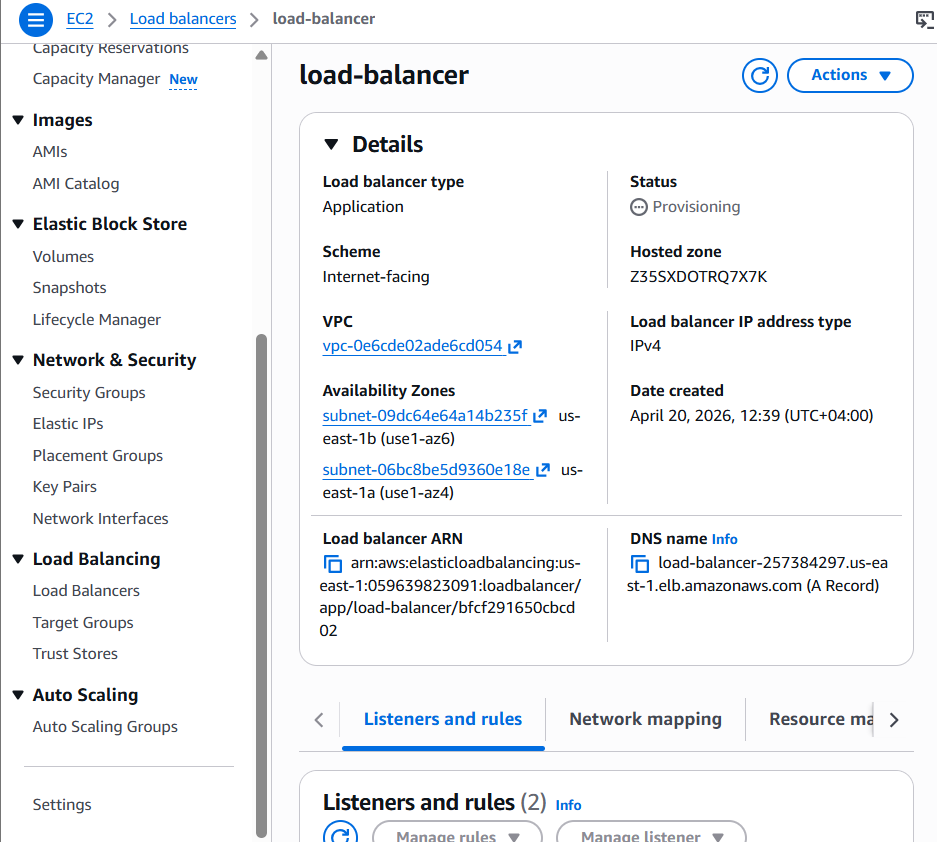 EC2 > Load balancers > load-balancer
Capacity Reservations
Capacity Manager New
Images
AMIs
AMI Catalog
Elastic Block Store
Volumes
Snapshots
Lifecycle Manager
Network & Security
Security Groups
Elastic IPs
Placement Groups
Key Pairs
Network Interfaces
Load Balancing
Load Balancers
Target Groups
Trust Stores
Auto Scaling
Auto Scaling Groups
Settings
load-balancer
Actions
Details
Load balancer type
Application
Status
Provisioning
Scheme
Internet-facing
Hosted zone
Z35SXDOTRQ7X7K
VPC
vpc-0e6cde02ade6cd054
Load balancer IP address type
IPv4
Availability Zones
subnet-09dc64e64a14b235f us-
east-1b (use1-az6)
subnet-06bc8be5d9360e18e us-
east-1a (use1-az4)
Date created
April 20, 2026, 12:39 (UTC+04:00)
Load balancer ARN
arn:aws:elasticloadbalancing:us-
east-1:059639823091:loadbalancer/
app/load-balancer/bfcf291650cbcd
02
DNS name Info
load-balancer-257384297.us-ea
st-1.elb.amazonaws.com (A Record)
Listeners and rules
Network mapping
Resource ma
Listeners and rules (2) Info
Manage rules
Manage listener